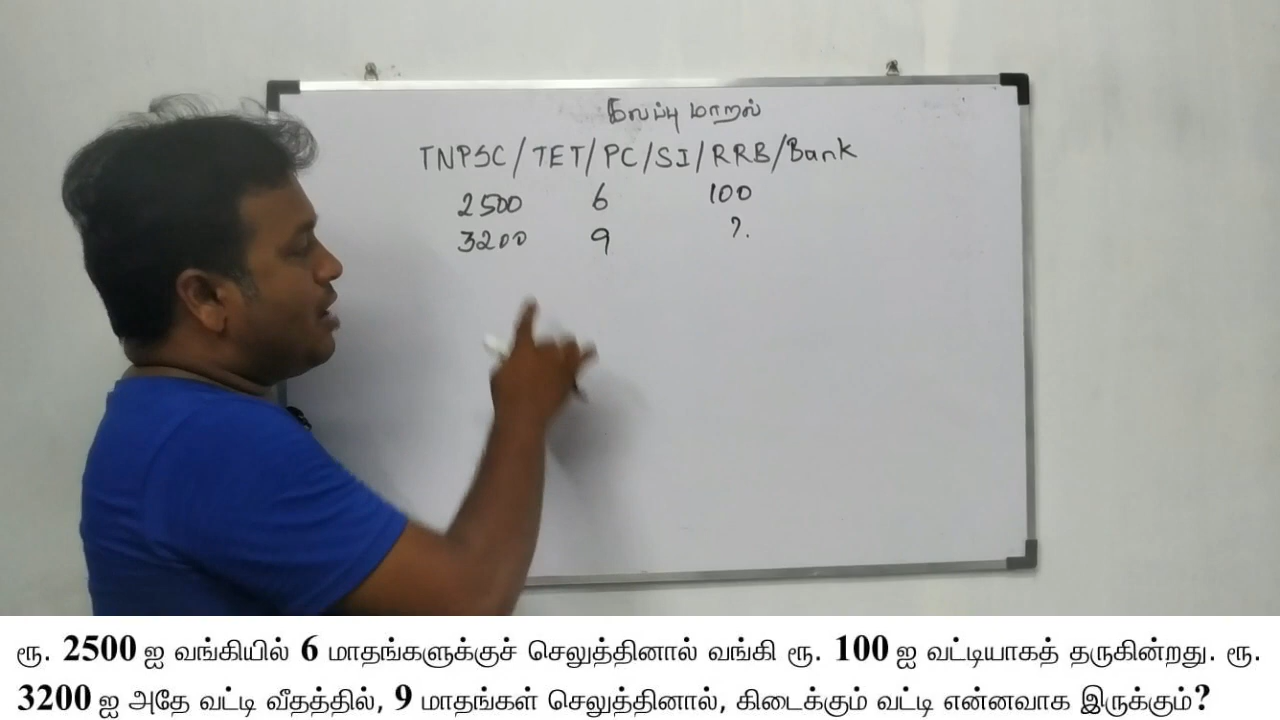 கலப்பு மாறல்
TNPSC/TET/PC/SI/RRB/Bank
2500 6 100
3200 9 ?.
ரூ. 2500 ஐ வங்கியில் 6 மாதங்களுக்குச் செலுத்தினால் வங்கி ரூ. 100 ஐ வட்டியாகத் தருகின்றது. ரூ.
3200 ஐ அதே வட்டி வீதத்தில், 9 மாதங்கள் செலுத்தினால், கிடைக்கும் வட்டி என்னவாக இருக்கும்?